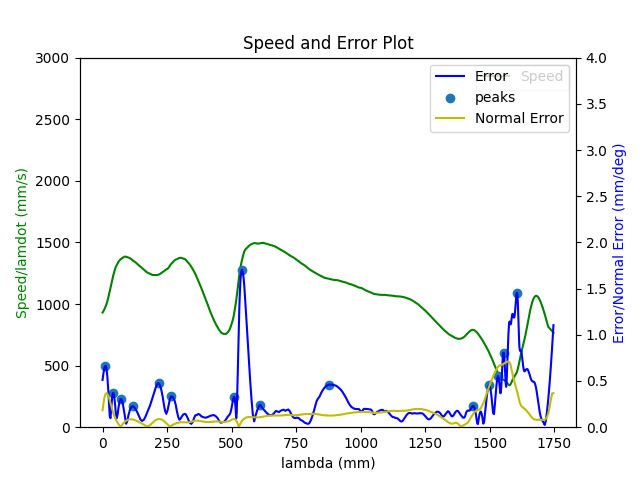 Speed and Error Plot
3000
2500
2000
1500
1000
500
0
Speed/lamdot (mm/s)
4.0
3.5
3.0
2.5
2.0
1.5
1.0
0.5
0.0
Error/Normal Error (mm/deg)
Error
Speed
peaks
Normal Error
0 250 500 750 1000 1250 1500 1750
lambda (mm)